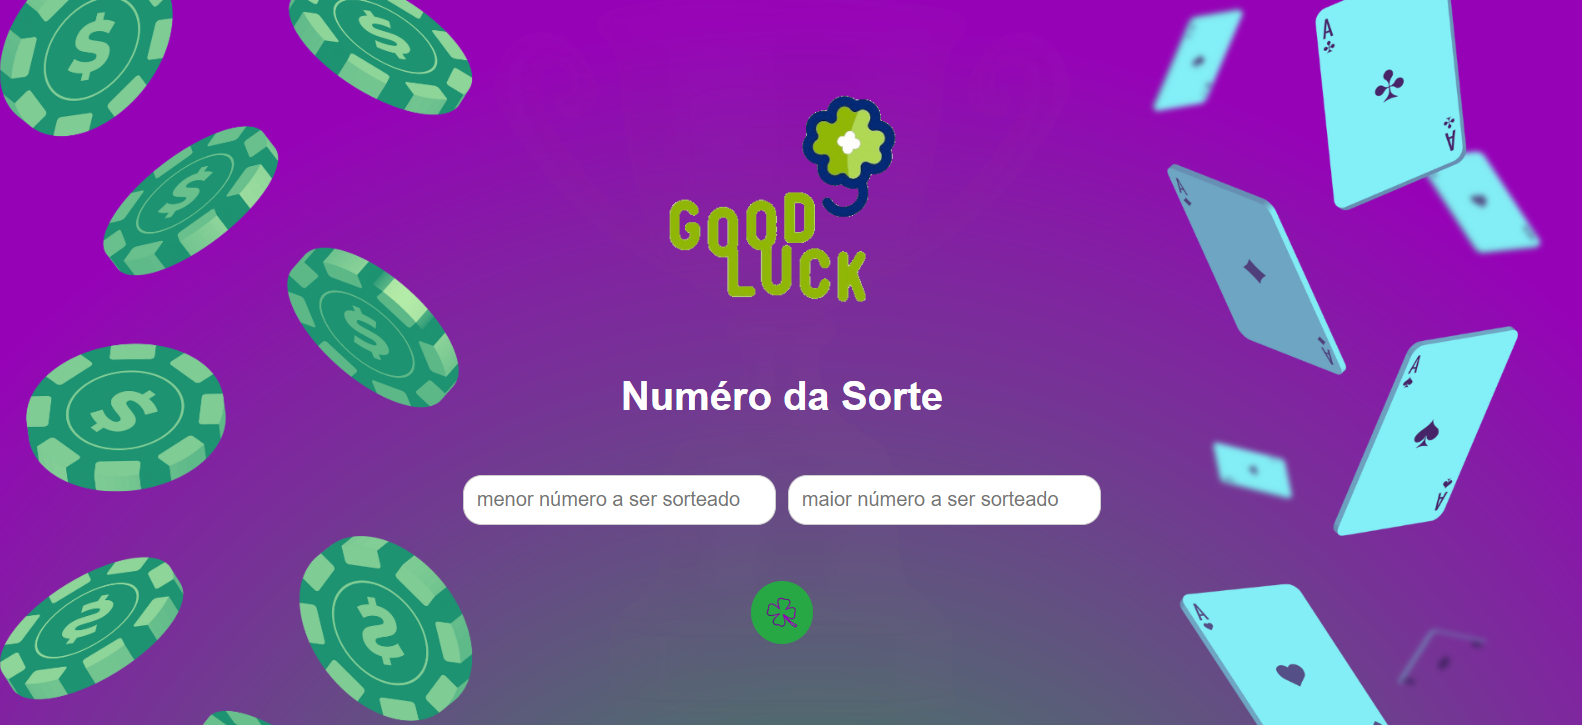 GOOD
LUCK
Numéro da Sorte
menor número a ser sorteado
maior número a ser sorteado
$
$
$
$
$
$
$
A
A
A
A
A
A
A